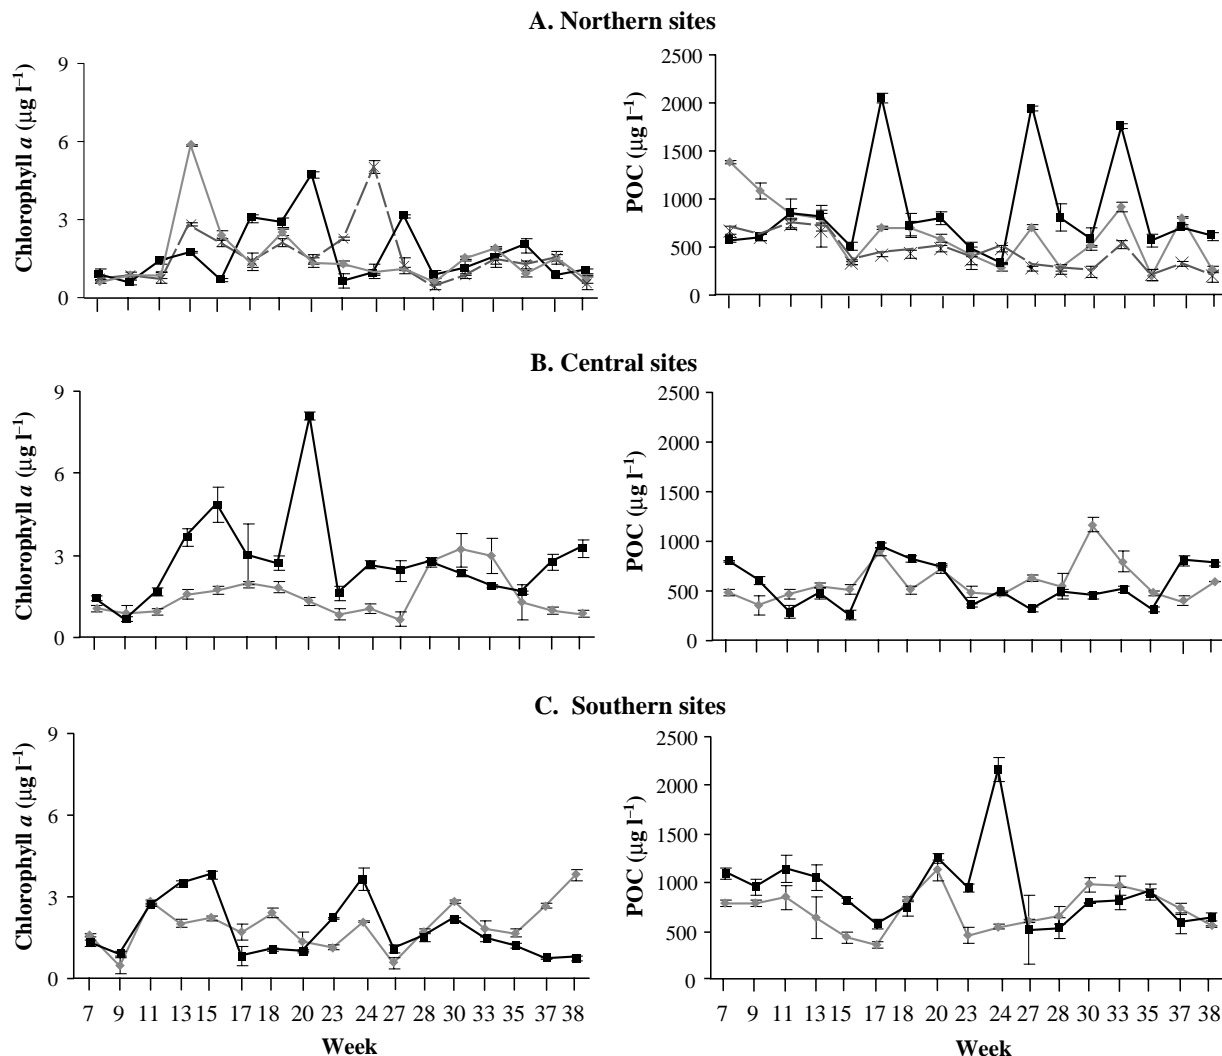 A. Northern sites
Chlorophyll a (µg l⁻¹)
9
6
3
0
POC (µg l⁻¹)
2500
2000
1500
1000
500
0
B. Central sites
Chlorophyll a (µg l⁻¹)
9
6
3
0
POC (µg l⁻¹)
2500
2000
1500
1000
500
0
C. Southern sites
Chlorophyll a (µg l⁻¹)
9
6
3
0
7 9 11 13 15 17 18 20 23 24 27 28 30 33 35 37 38
Week
POC (µg l⁻¹)
2500
2000
1500
1000
500
0
7 9 11 13 15 17 18 20 23 24 27 28 30 33 35 37 38
Week